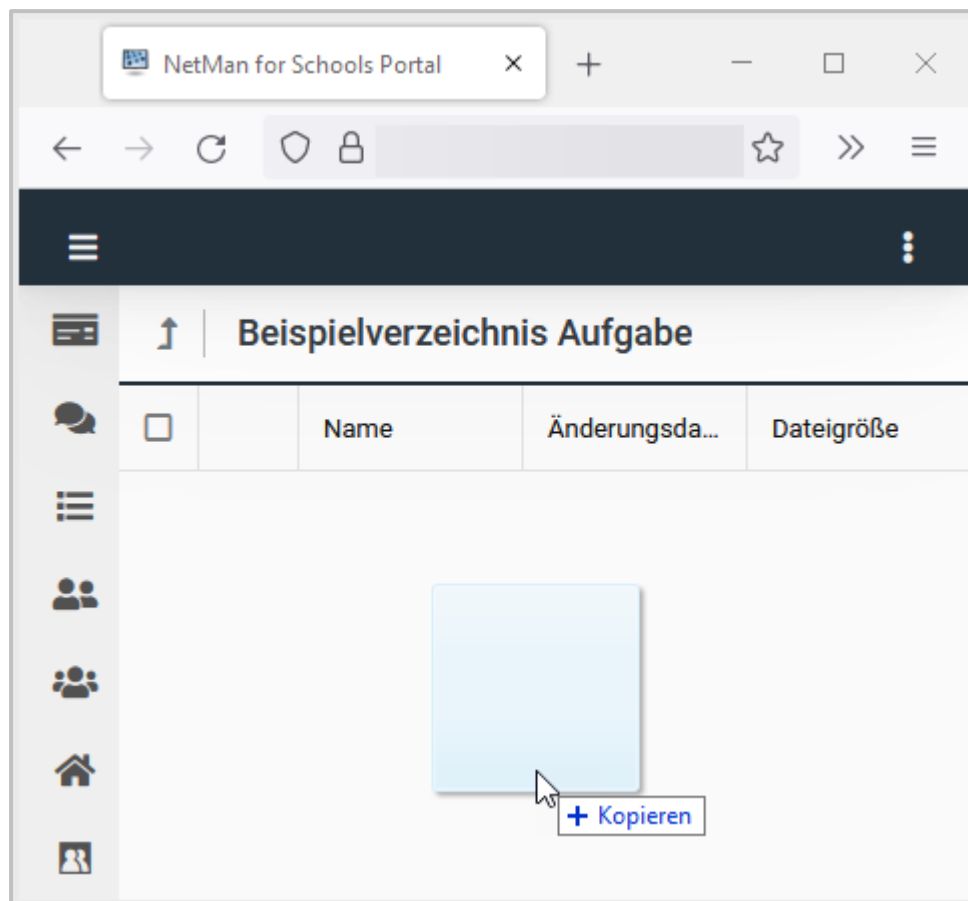 NetMan for Schools Portal
Beispielverzeichnis Aufgabe
Name Änderungsda... Dateigröße
+ Kopieren